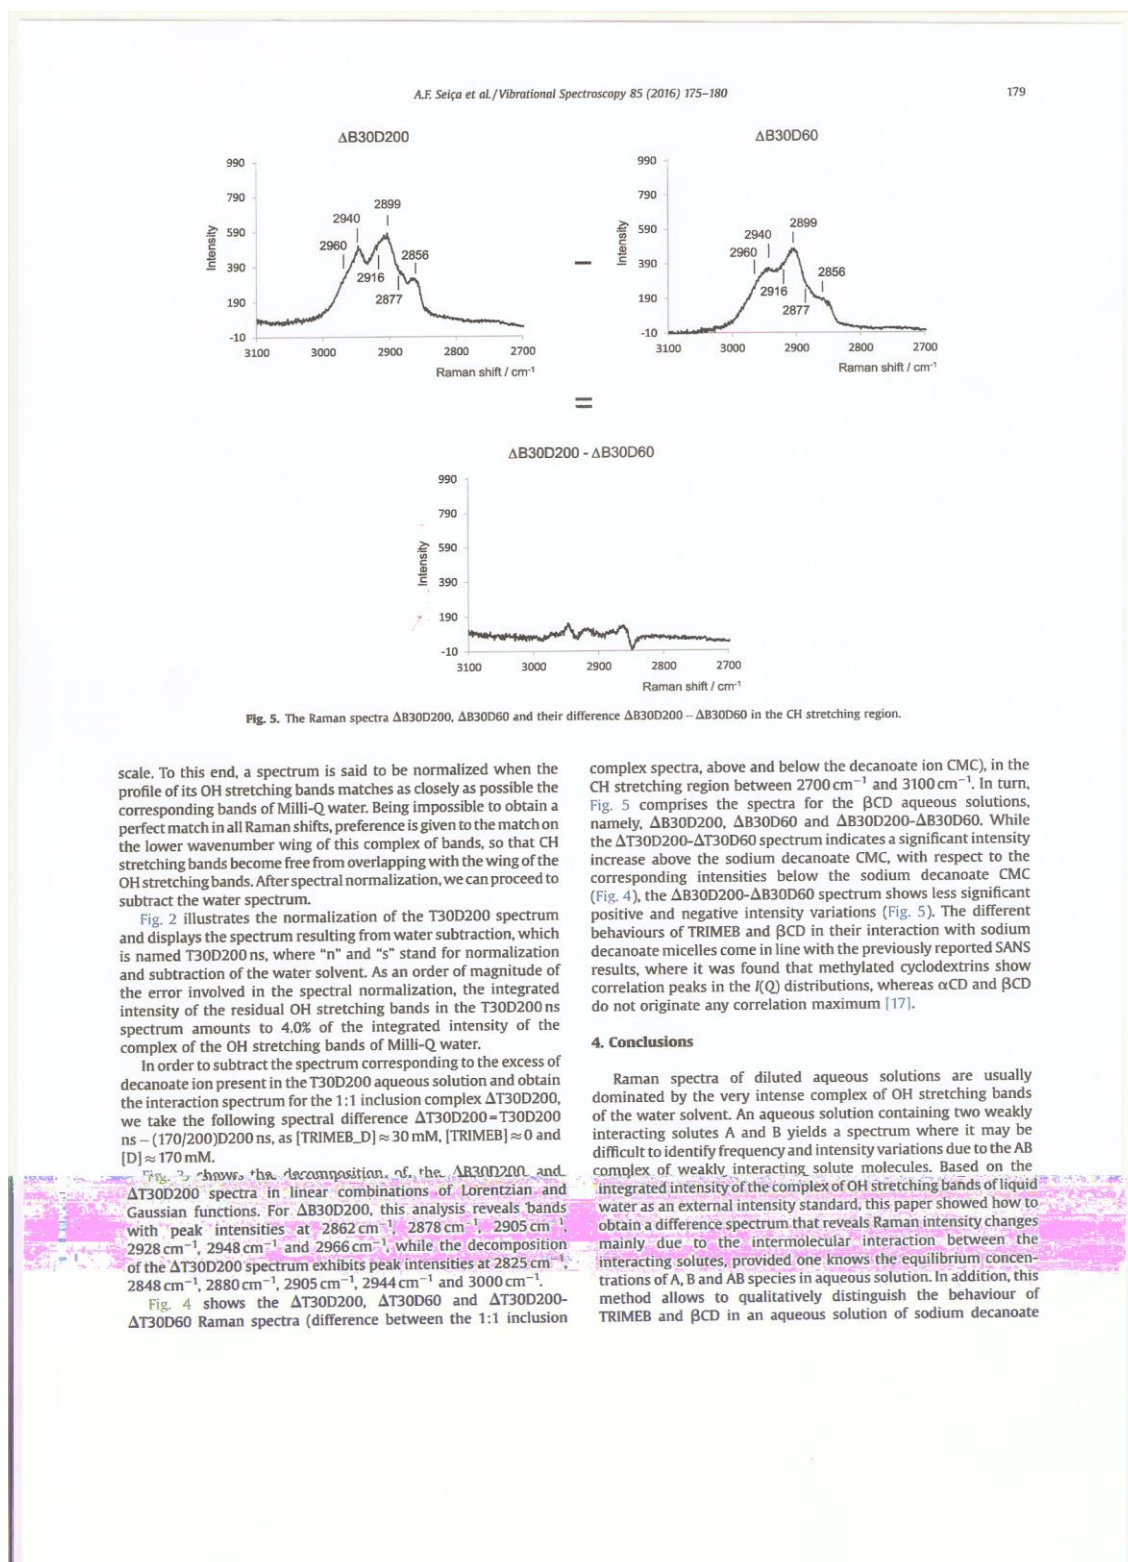 A.F. Seiça et al. / Vibrational Spectroscopy 85 (2016) 175–180
179
ΔB30D200
990
790
590
390
190
-10
Intensity
2960
2940
2916
2899
2877
2856
3100 3000 2900 2800 2700
Raman shift / cm-1
–
ΔB30D60
990
790
590
390
190
-10
Intensity
2960
2940
2916
2899
2877
2856
3100 3000 2900 2800 2700
Raman shift / cm-1
=
ΔB30D200 - ΔB30D60
990
790
590
390
190
-10
Intensity
3100 3000 2900 2800 2700
Raman shift / cm-1
Fig. 5. The Raman spectra ΔB30D200, ΔB30D60 and their difference ΔB30D200 – ΔB30D60 in the CH stretching region.
scale. To this end, a spectrum is said to be normalized when the
profile of its OH stretching bands matches as closely as possible the
corresponding bands of Milli-Q water. Being impossible to obtain a
perfect match in all Raman shifts, preference is given to the match on
the lower wavenumber wing of this complex of bands, so that CH
stretching bands become free from overlapping with the wing of the
OH stretching bands. After spectral normalization, we can proceed to
subtract the water spectrum.
Fig. 2 illustrates the normalization of the T30D200 spectrum
and displays the spectrum resulting from water subtraction, which
is named T30D200 ns, where “n” and “s” stand for normalization
and subtraction of the water solvent. As an order of magnitude of
the error involved in the spectral normalization, the integrated
intensity of the residual OH stretching bands in the T30D200 ns
spectrum amounts to 4.0% of the integrated intensity of the
complex of the OH stretching bands of Milli-Q water.
In order to subtract the spectrum corresponding to the excess of
decanoate ion present in the T30D200 aqueous solution and obtain
the interaction spectrum for the 1:1 inclusion complex ΔT30D200,
we take the following spectral difference ΔT30D200 = T30D200
ns – (170/200)D200 ns, as [TRIMEB_D] ≈ 30 mM, [TRIMEB] ≈ 0 and
[D] ≈ 170 mM.
Fig. 3 shows the decomposition of the ΔB30D200 and
ΔT30D200 spectra in linear combinations of Lorentzian and
Gaussian functions. For ΔB30D200, this analysis reveals bands
with peak intensities at 2862 cm−1, 2878 cm−1, 2905 cm−1,
2928 cm−1, 2948 cm−1 and 2966 cm−1, while the decomposition
of the ΔT30D200 spectrum exhibits peak intensities at 2825 cm−1,
2848 cm−1, 2880 cm−1, 2905 cm−1, 2944 cm−1 and 3000 cm−1.
Fig. 4 shows the ΔT30D200, ΔT30D60 and ΔT30D200-
ΔT30D60 Raman spectra (difference between the 1:1 inclusion
complex spectra, above and below the decanoate ion CMC), in the
CH stretching region between 2700 cm−1 and 3100 cm−1. In turn,
Fig. 5 comprises the spectra for the βCD aqueous solutions,
namely, ΔB30D200, ΔB30D60 and ΔB30D200-ΔB30D60. While
the ΔT30D200-ΔT30D60 spectrum indicates a significant intensity
increase above the sodium decanoate CMC, with respect to the
corresponding intensities below the sodium decanoate CMC
(Fig. 4), the ΔB30D200-ΔB30D60 spectrum shows less significant
positive and negative intensity variations (Fig. 5). The different
behaviours of TRIMEB and βCD in their interaction with sodium
decanoate micelles come in line with the previously reported SANS
results, where it was found that methylated cyclodextrins show
correlation peaks in the I(Q) distributions, whereas αCD and βCD
do not originate any correlation maximum [17].
4. Conclusions
Raman spectra of diluted aqueous solutions are usually
dominated by the very intense complex of OH stretching bands
of the water solvent. An aqueous solution containing two weakly
interacting solutes A and B yields a spectrum where it may be
difficult to identify frequency and intensity variations due to the AB
complex of weakly interacting solute molecules. Based on the
integrated intensity of the complex of OH stretching bands of liquid
water as an external intensity standard, this paper showed how to
obtain a difference spectrum that reveals Raman intensity changes
mainly due to the intermolecular interaction between the
interacting solutes, provided one knows the equilibrium concen-
trations of A, B and AB species in aqueous solution. In addition, this
method allows to qualitatively distinguish the behaviour of
TRIMEB and βCD in an aqueous solution of sodium decanoate